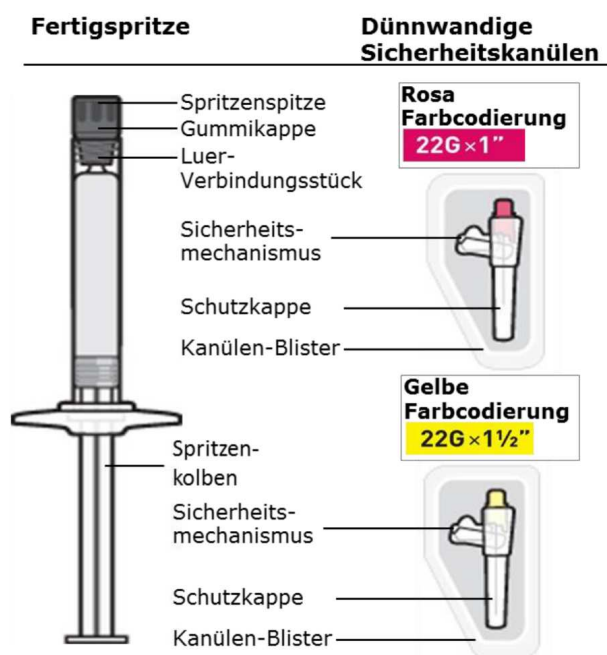 Fertigspritze
Dünnwandige
Sicherheitskanülen
Spritzenspitze
Gummikappe
Luer-
Verbindungsstück
Rosa
Farbcodierung
22G×1”
Sicherheits-
mechanismus
Schutzkappe
Kanülen-Blister
Gelbe
Farbcodierung
22G×1½”
Spritzen-
kolben
Sicherheits-
mechanismus
Schutzkappe
Kanülen-Blister